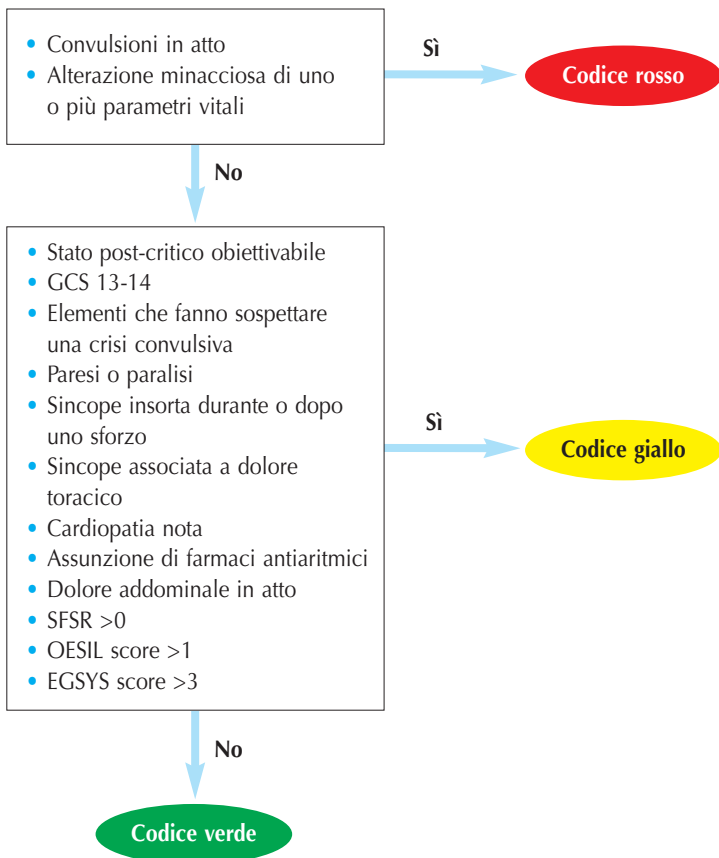 • Convulsioni in atto
• Alterazione minacciosa di uno
o più parametri vitali
Sì
Codice rosso
No
• Stato post-critico obiettivabile
• GCS 13-14
• Elementi che fanno sospettare
una crisi convulsiva
• Paresi o paralisi
• Sincope insorta durante o dopo
uno sforzo
• Sincope associata a dolore
toracico
• Cardiopatia nota
• Assunzione di farmaci antiaritmici
• Dolore addominale in atto
• SFSR >0
• OESIL score >1
• EGSYS score >3
Sì
Codice giallo
No
Codice verde